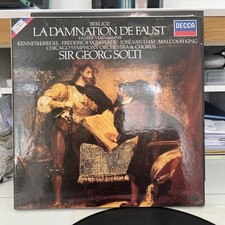 BERLIOZ
LA DAMNATION DE FAUST
KENNETH RIEGEL · FREDERICA VON STADE · JOSÉ VAN DAM · MALCOLM KING
CHICAGO SYMPHONY ORCHESTRA & CHORUS
SIR GEORG SOLTI
DECCA